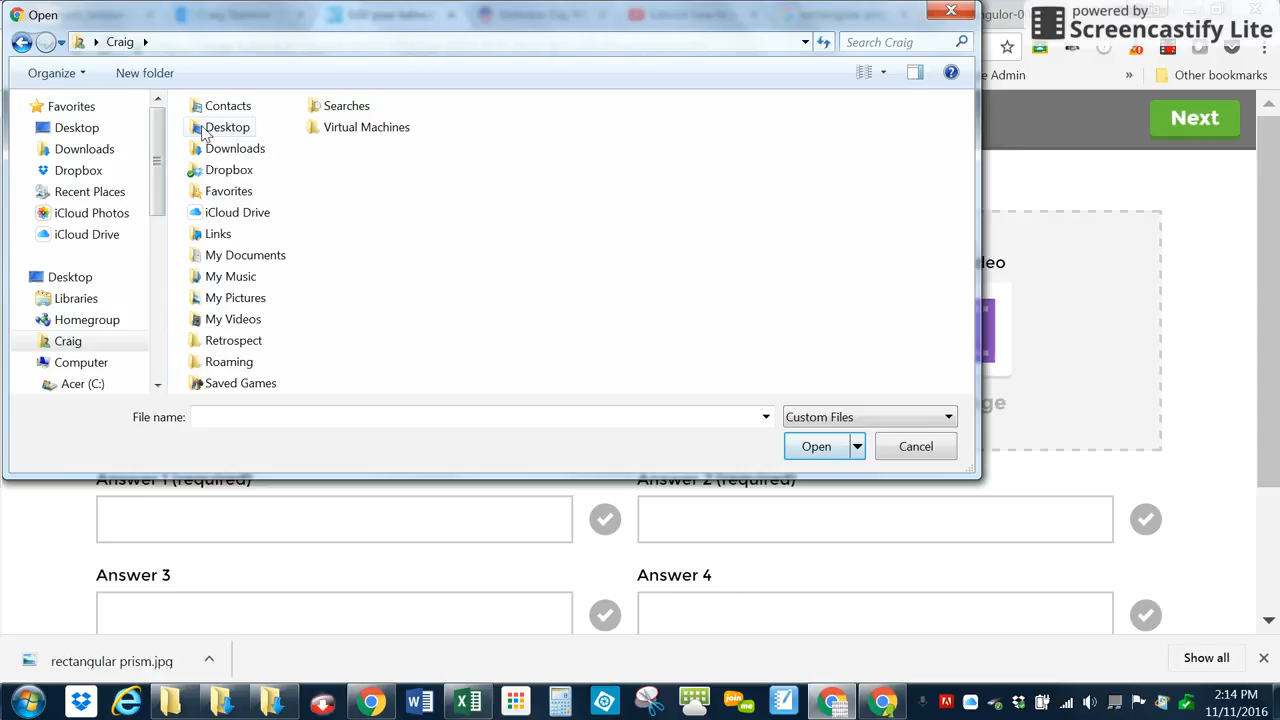 Open
powered by
Screencastify Lite
Craig
Search Craig
Organize
New folder
e Admin
»
Other bookmarks
Favorites
Desktop
Downloads
Dropbox
Recent Places
iCloud Photos
iCloud Drive
Desktop
Libraries
Homegroup
Craig
Computer
Acer (C:)
Contacts
Desktop
Downloads
Dropbox
Favorites
iCloud Drive
Links
My Documents
My Music
My Pictures
My Videos
Retrospect
Roaming
Saved Games
Searches
Virtual Machines
Next
leo
ge
File name:
Custom Files
Open
Cancel
Answer 1 (required)
Answer 2 (required)
Answer 3
Answer 4
rectangular prism.jpg
Show all
join
me
2:14 PM
11/11/2016